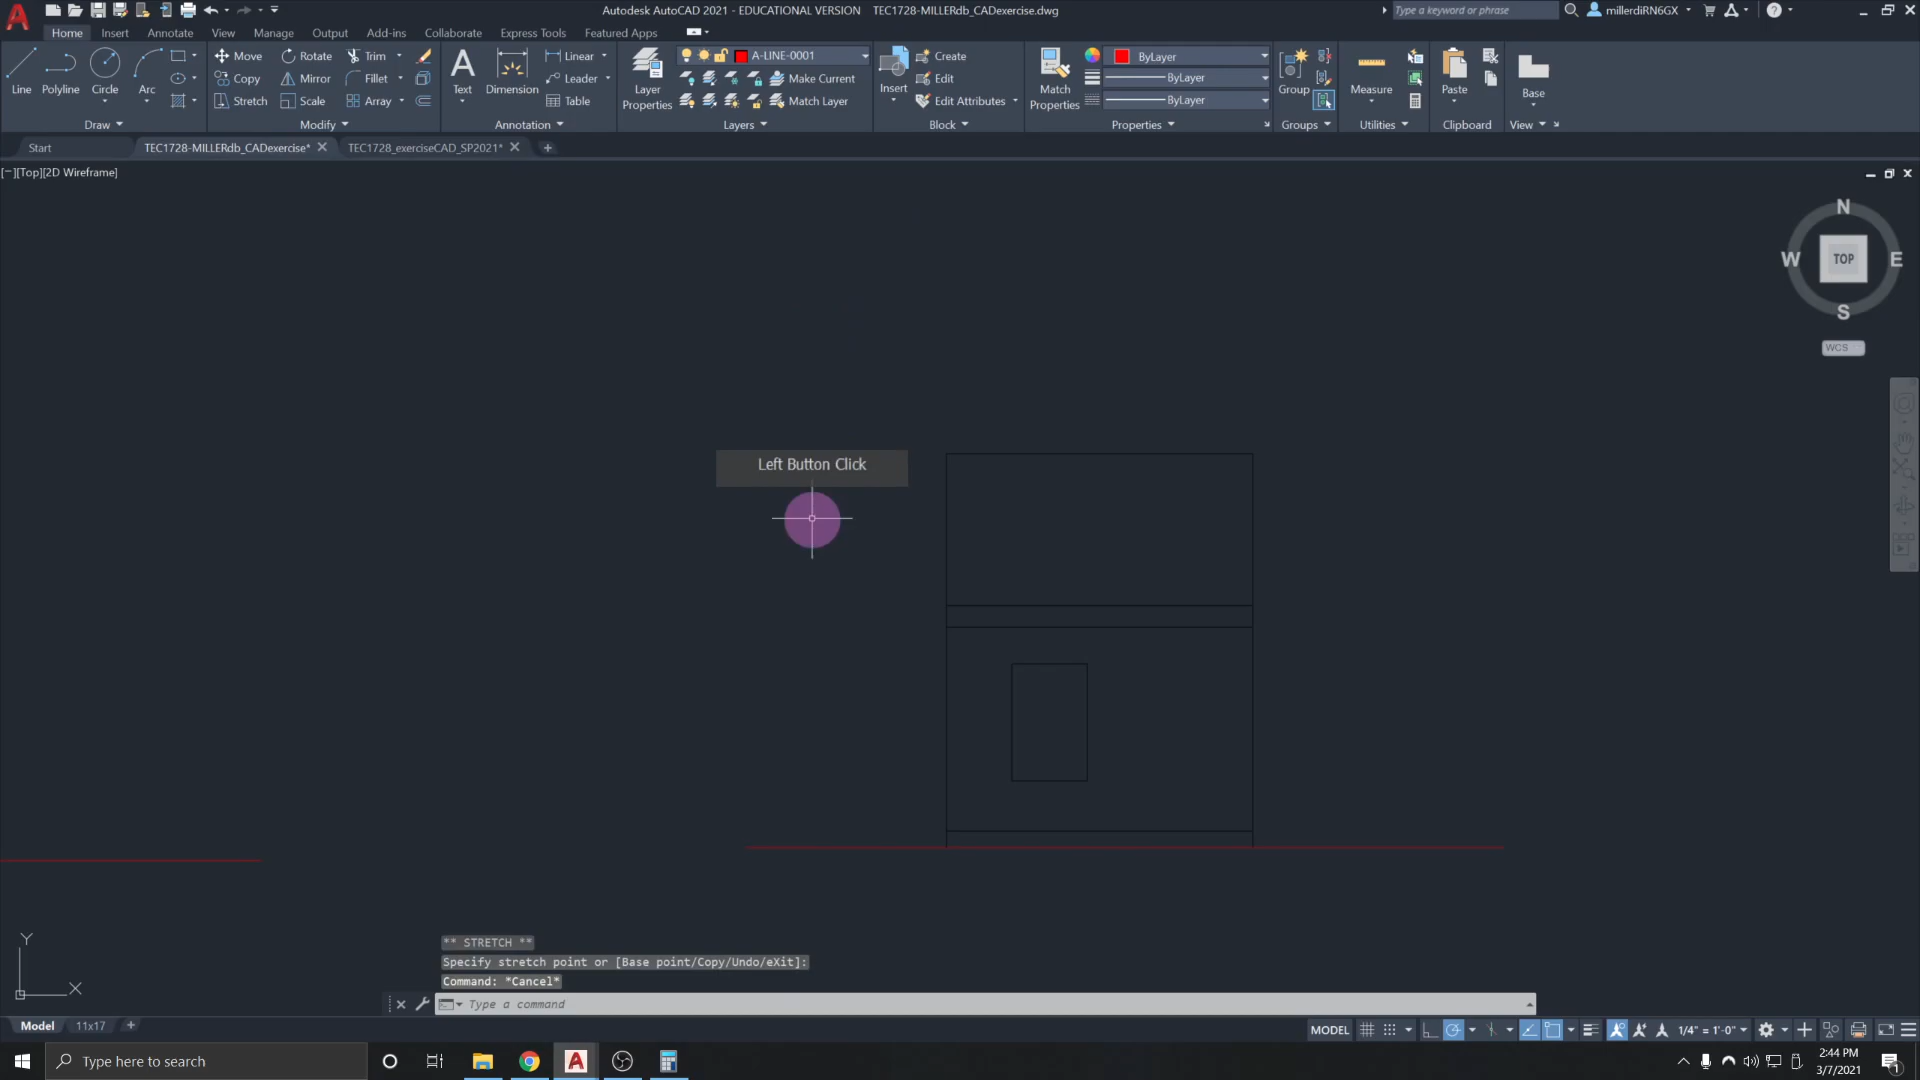 Autodesk AutoCAD 2021 - EDUCATIONAL VERSION TEC1728-MILLERdb_CADexercise.dwg
Type a keyword or phrase
millerdiRN6GX
Home Insert Annotate View Manage Output Add-ins Collaborate Express Tools Featured Apps
Line Polyline Circle Arc
Draw
Move Rotate Trim
Copy Mirror Fillet
Stretch Scale Array
Modify
Text Dimension
Linear
Leader
Table
Annotation
Layer Properties
A-LINE-0001
Make Current
Match Layer
Layers
Insert
Create
Edit
Edit Attributes
Block
Match Properties
ByLayer
ByLayer
ByLayer
Properties
Group
Groups
Measure
Utilities
Paste
Clipboard
Base
View
Start TEC1728-MILLERdb_CADexercise* TEC1728_exerciseCAD_SP2021*
[−][Top][2D Wireframe]
N
W TOP E
S
WCS
Left Button Click
Y
X
** STRETCH **
Specify stretch point or [Base point/Copy/Undo/eXit]:
Command: *Cancel*
Type a command
Model 11x17
MODEL 1/4" = 1'-0"
Type here to search
2:44 PM
3/7/2021
1